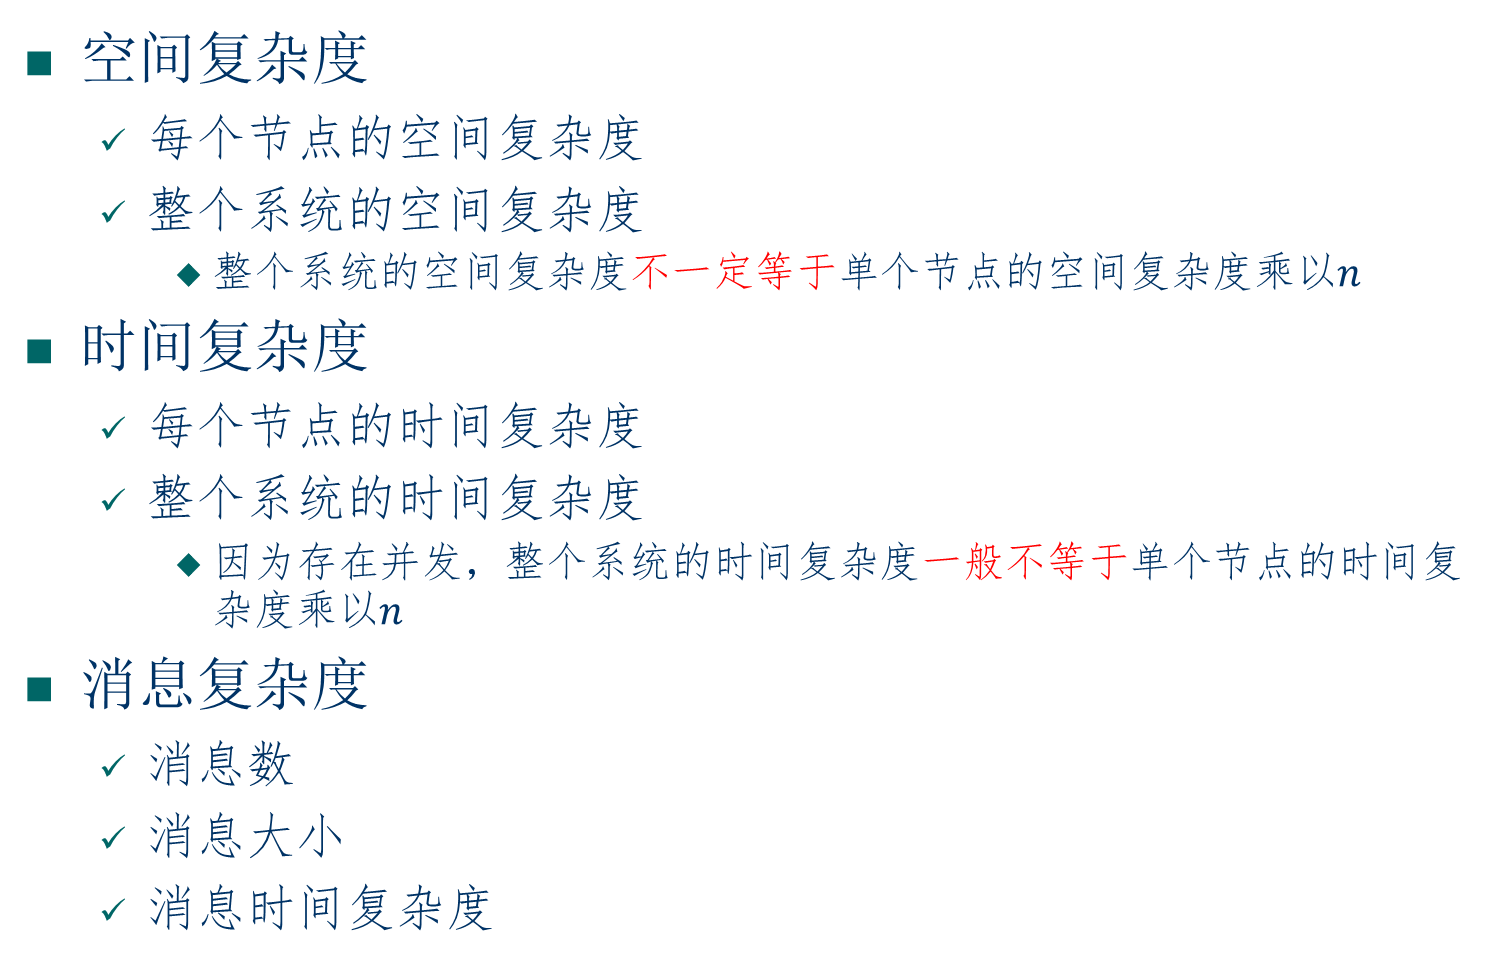 空间复杂度
每个节点的空间复杂度
整个系统的空间复杂度
整个系统的空间复杂度不一定等于单个节点的空间复杂度乘以n
时间复杂度
每个节点的时间复杂度
整个系统的时间复杂度
因为存在并发，整个系统的时间复杂度一般不等于单个节点的时间复
杂度乘以n
消息复杂度
消息数
消息大小
消息时间复杂度